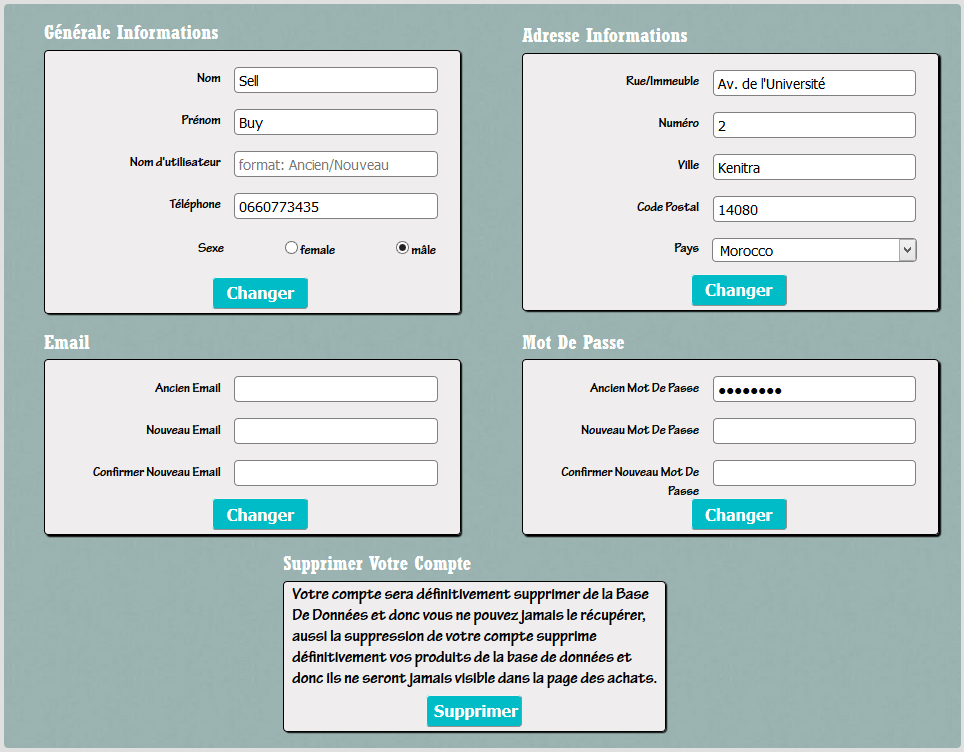 Générale Informations
Nom
Sell
Prénom
Buy
Nom d'utilisateur
format: Ancien/Nouveau
Téléphone
0660773435
Sexe
female
mâle
Changer
Adresse Informations
Rue/Immeuble
Av. de l'Université
Numéro
2
Ville
Kenitra
Code Postal
14080
Pays
Morocco
Changer
Email
Ancien Email
Nouveau Email
Confirmer Nouveau Email
Changer
Mot De Passe
Ancien Mot De Passe
••••••••
Nouveau Mot De Passe
Confirmer Nouveau Mot De
Passe
Changer
Supprimer Votre Compte
Votre compte sera définitivement supprimer de la Base
De Données et donc vous ne pouvez jamais le récupérer,
aussi la suppression de votre compte supprime
définitivement vos produits de la base de données et
donc ils ne seront jamais visible dans la page des achats.
Supprimer